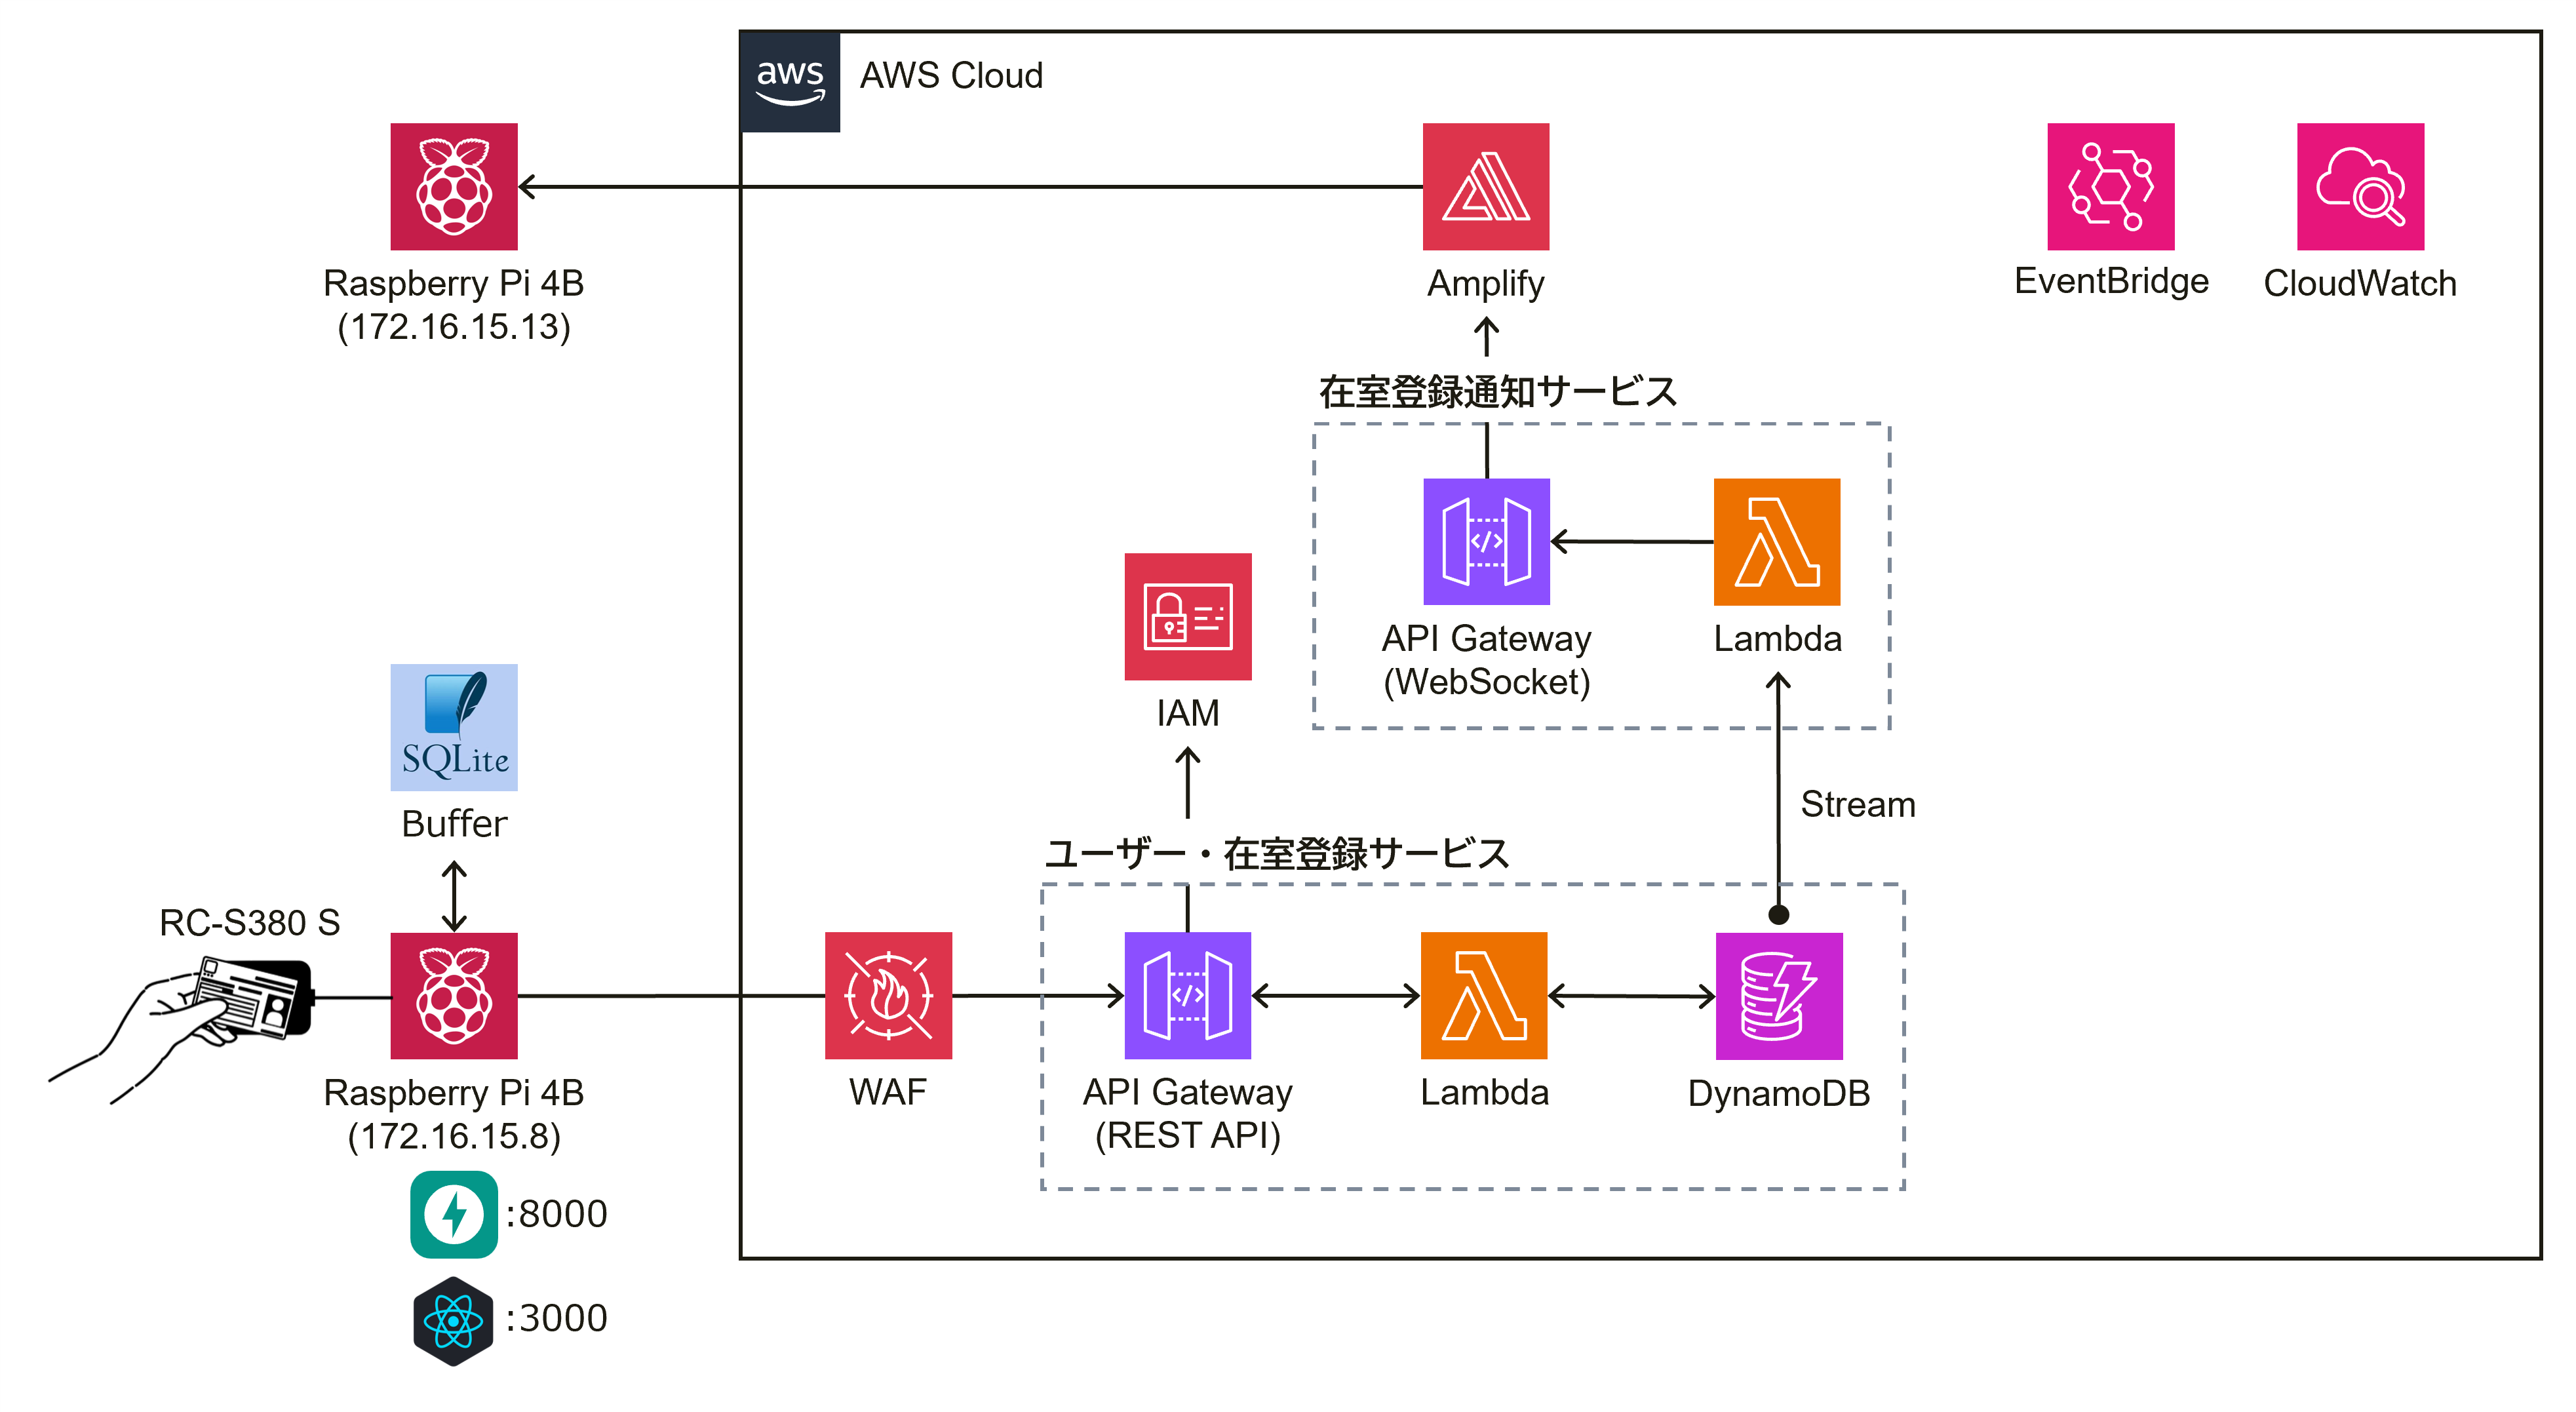 aws
AWS Cloud
Raspberry Pi 4B
(172.16.15.13)
Amplify
EventBridge
CloudWatch
在室登録通知サービス
API Gateway
(WebSocket)
Lambda
IAM
SQLite
Buffer
Stream
ユーザー・在室登録サービス
RC-S380 S
Raspberry Pi 4B
(172.16.15.8)
WAF
API Gateway
(REST API)
Lambda
DynamoDB
:8000
:3000